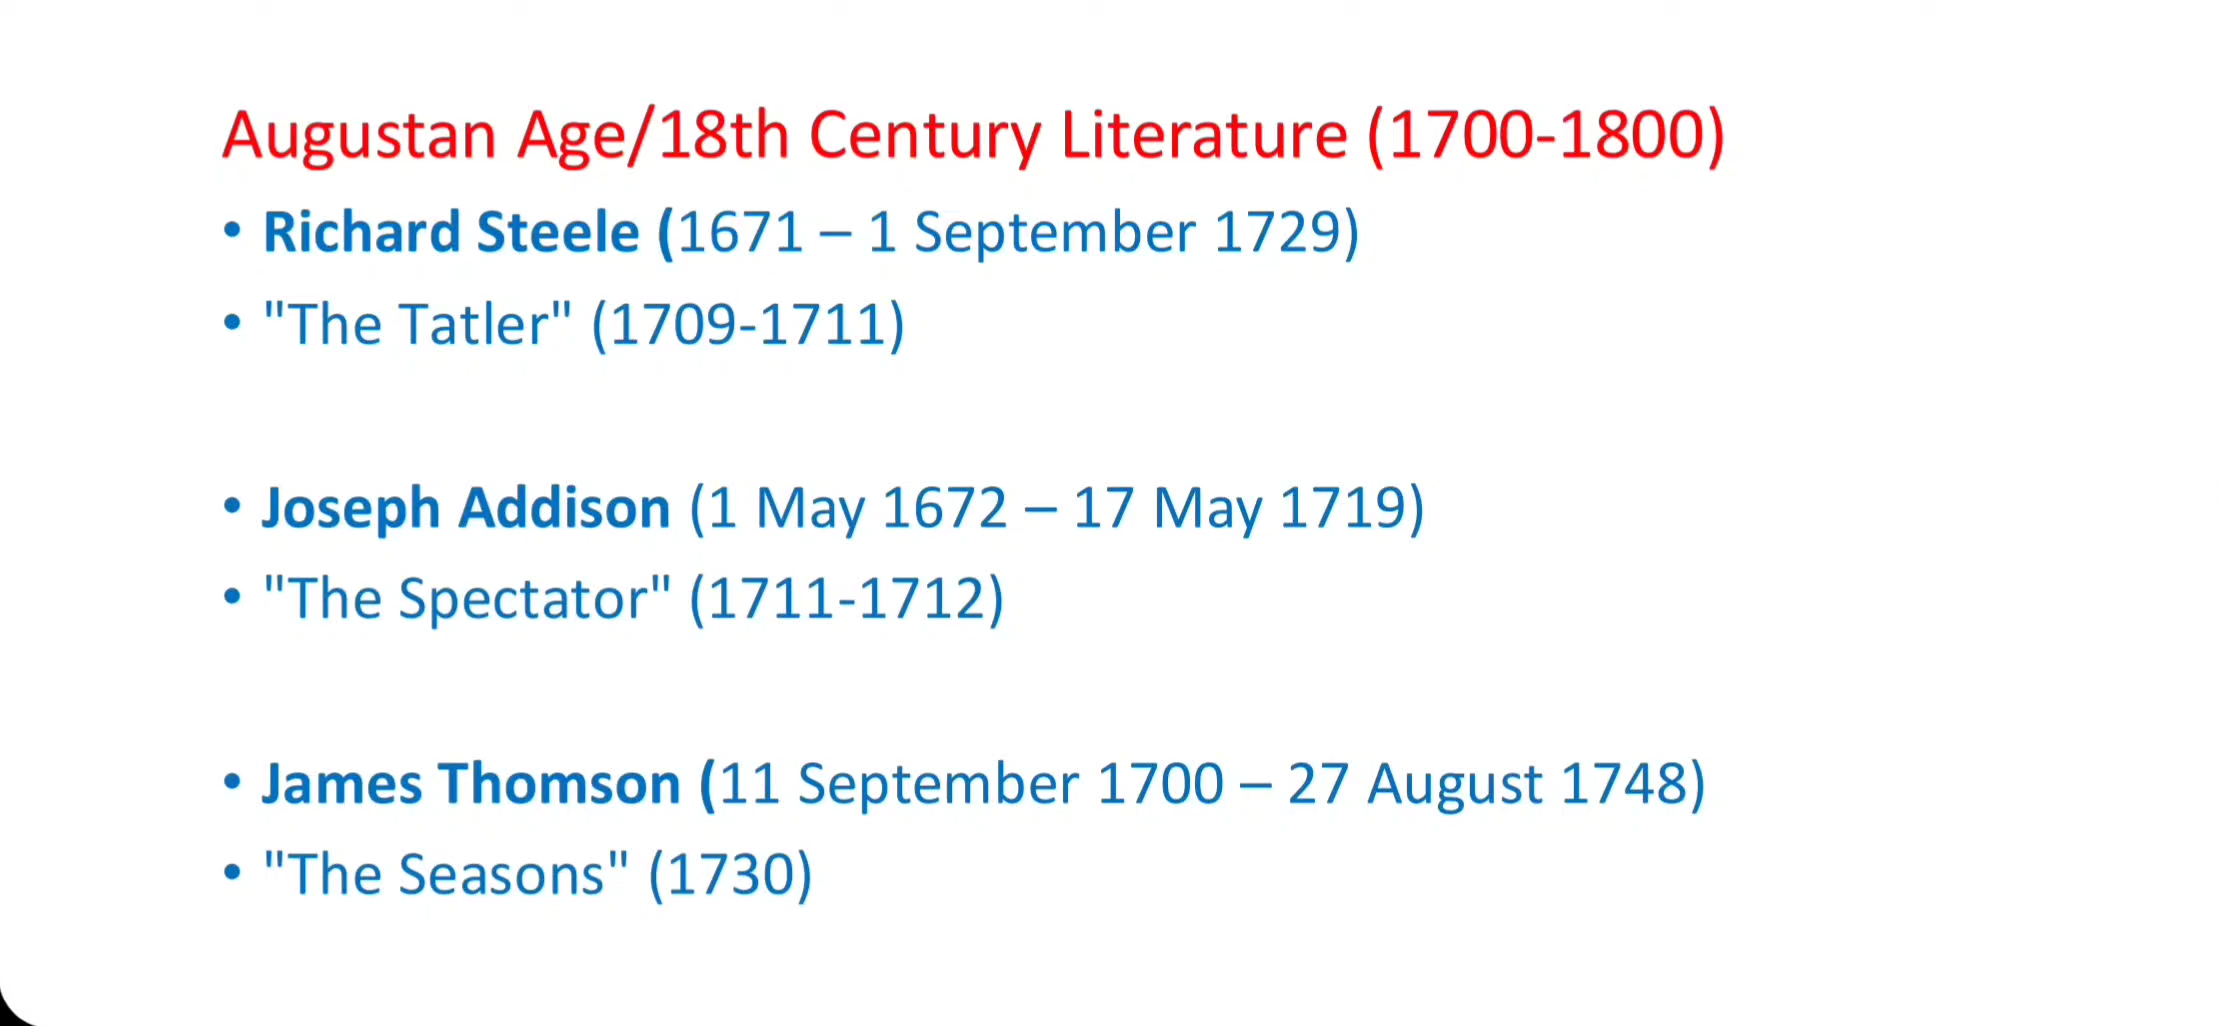 Augustan Age/18th Century Literature (1700-1800)
• Richard Steele (1671 – 1 September 1729)
• "The Tatler" (1709-1711)
• Joseph Addison (1 May 1672 – 17 May 1719)
• "The Spectator" (1711-1712)
• James Thomson (11 September 1700 – 27 August 1748)
• "The Seasons" (1730)